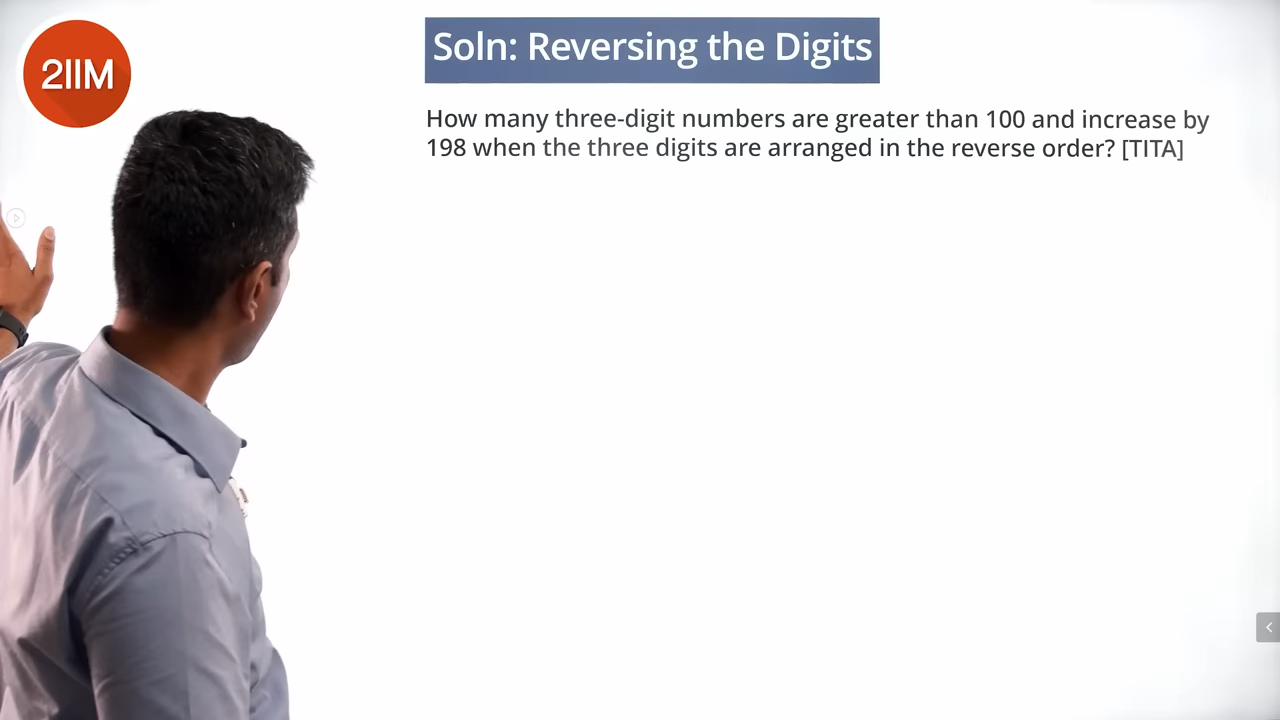 2IIM
Soln: Reversing the Digits
How many three-digit numbers are greater than 100 and increase by
198 when the three digits are arranged in the reverse order? [TITA]